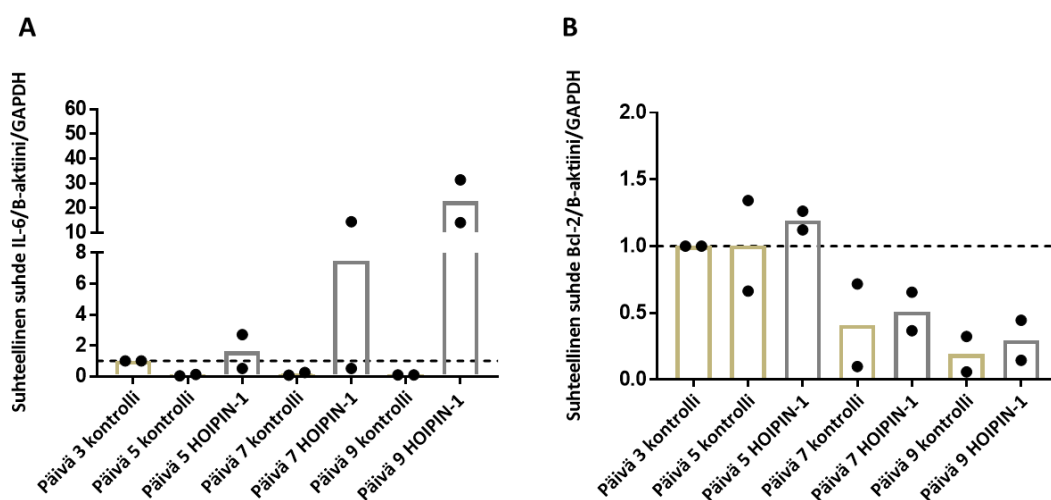 A
Suhteellinen suhde IL-6/B-aktiini/GAPDH
60
50
40
30
20
10
8
6
4
2
0
Päivä 3 kontrolli
Päivä 5 kontrolli
Päivä 5 HOIPIN-1
Päivä 7 kontrolli
Päivä 7 HOIPIN-1
Päivä 9 kontrolli
Päivä 9 HOIPIN-1
B
Suhteellinen suhde Bcl-2/B-aktiini/GAPDH
2.0
1.5
1.0
0.5
0.0
Päivä 3 kontrolli
Päivä 5 kontrolli
Päivä 5 HOIPIN-1
Päivä 7 kontrolli
Päivä 7 HOIPIN-1
Päivä 9 kontrolli
Päivä 9 HOIPIN-1